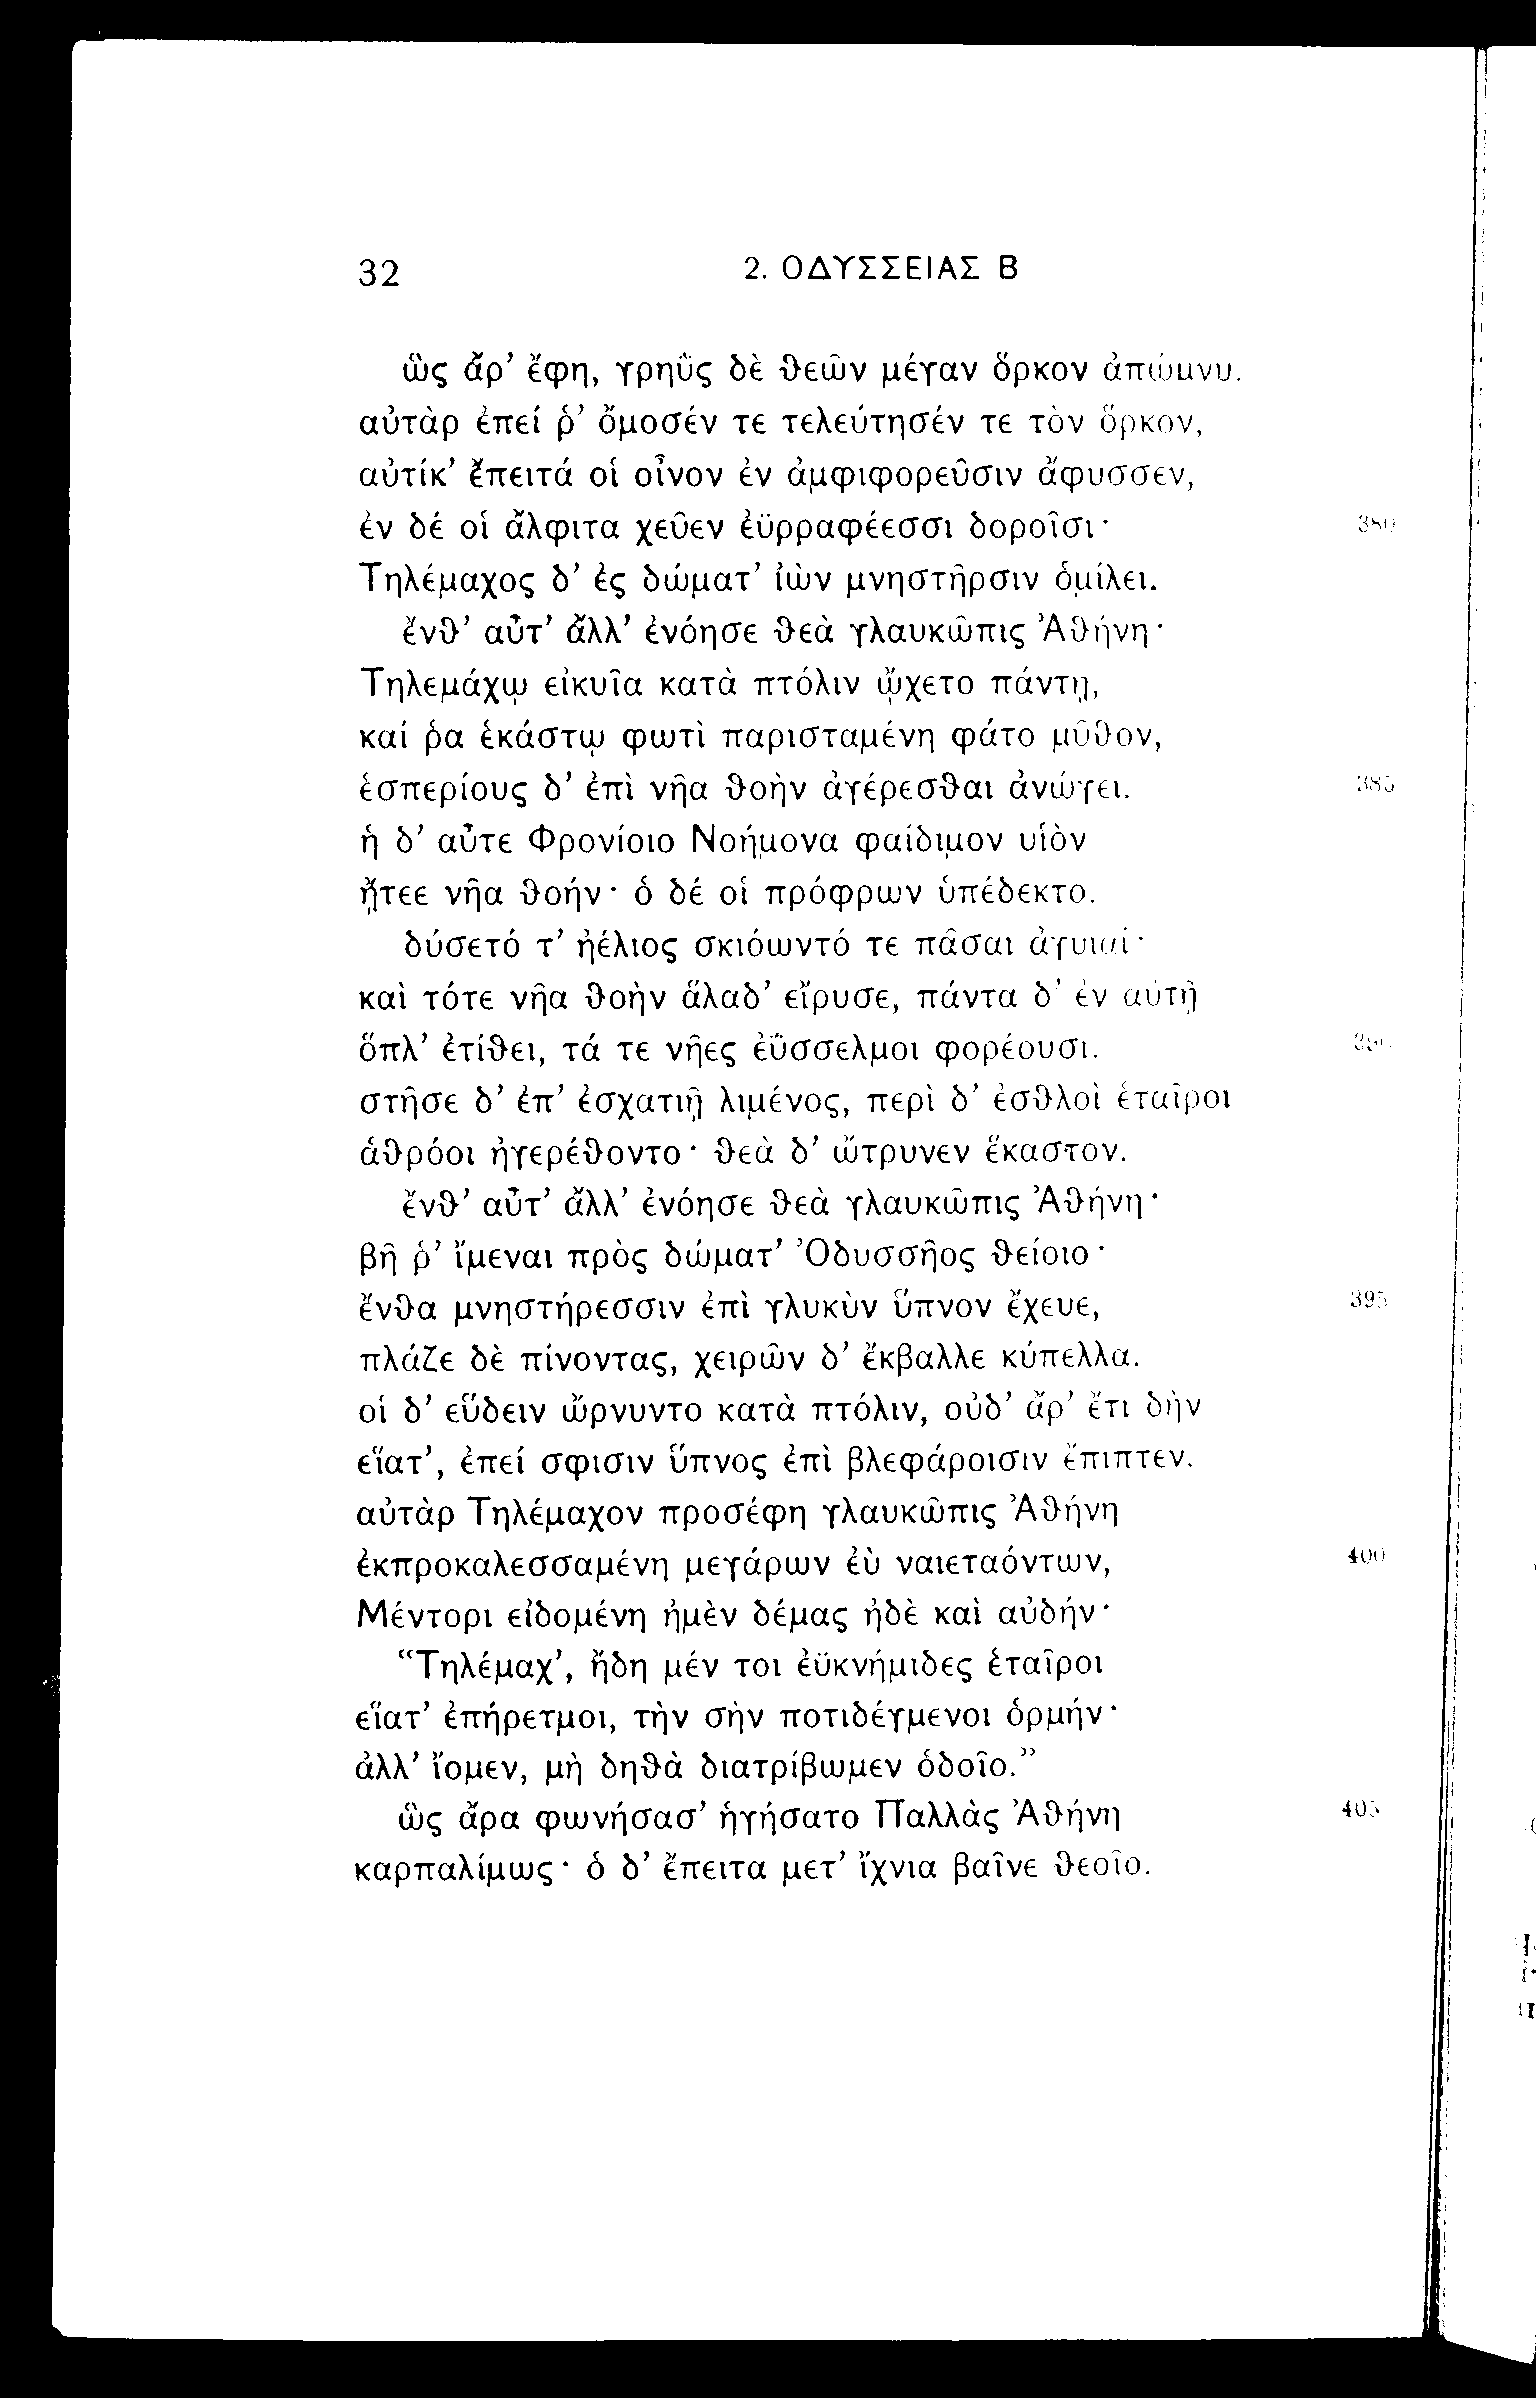 32 2. ΟΔΥΣΣΕΙΑΣ Β
ὣς ἄρ’ ἔφη, γρηῢς δὲ θεῶν μέγαν ὅρκον ἀπώμνυ.
αὐτὰρ ἐπεί ῥ’ ὄμοσέν τε τελεύτησέν τε τὸν ὅρκον,
αὐτίκ’ ἔπειτά οἱ οἶνον ἐν ἀμφιφορεῦσιν ἄφυσσεν,
ἐν δέ οἱ ἄλφιτα χεῦεν ἐϋρραφέεσσι δοροῖσι· 380
Τηλέμαχος δ’ ἐς δώματ’ ἰὼν μνηστῆρσιν ὁμίλει.
ἔνθ’ αὖτ’ ἄλλ’ ἐνόησε θεὰ γλαυκῶπις Ἀθήνη·
Τηλεμάχῳ εἰκυῖα κατὰ πτόλιν ᾤχετο πάντῃ,
καί ῥα ἑκάστῳ φωτὶ παρισταμένη φάτο μῦθον,
ἑσπερίους δ’ ἐπὶ νῆα θοὴν ἀγέρεσθαι ἀνώγει. 385
ἡ δ’ αὖτε Φρονίοιο Νοήμονα φαίδιμον υἱὸν
ᾔτεε νῆα θοήν· ὁ δέ οἱ πρόφρων ὑπέδεκτο.
δύσετό τ’ ἠέλιος σκιόωντό τε πᾶσαι ἀγυιαί·
καὶ τότε νῆα θοὴν ἅλαδ’ εἴρυσε, πάντα δ’ ἐν αὐτῇ
ὅπλ’ ἐτίθει, τά τε νῆες ἐΰσσελμοι φορέουσι.
στῆσε δ’ ἐπ’ ἐσχατιῇ λιμένος, περὶ δ’ ἐσθλοὶ ἑταῖροι
ἁθρόοι ἠγερέθοντο· θεὰ δ’ ὤτρυνεν ἕκαστον.
ἔνθ’ αὖτ’ ἄλλ’ ἐνόησε θεὰ γλαυκῶπις Ἀθήνη·
βῆ ῥ’ ἴμεναι πρὸς δώματ’ Ὀδυσσῆος θείοιο·
ἔνθα μνηστήρεσσιν ἐπὶ γλυκὺν ὕπνον ἔχευε, 395
πλάζε δὲ πίνοντας, χειρῶν δ’ ἔκβαλλε κύπελλα.
οἱ δ’ εὕδειν ὤρνυντο κατὰ πτόλιν, οὐδ’ ἄρ’ ἔτι δὴν
εἵατ’, ἐπεί σφισιν ὕπνος ἐπὶ βλεφάροισιν ἔπιπτεν.
αὐτὰρ Τηλέμαχον προσέφη γλαυκῶπις Ἀθήνη
ἐκπροκαλεσσαμένη μεγάρων ἐὺ ναιεταόντων, 400
Μέντορι εἰδομένη ἠμὲν δέμας ἠδὲ καὶ αὐδήν·
“Τηλέμαχ’, ἤδη μέν τοι ἐϋκνήμιδες ἑταῖροι
εἵατ’ ἐπήρετμοι, τὴν σὴν ποτιδέγμενοι ὁρμήν·
ἀλλ’ ἴομεν, μὴ δηθὰ διατρίβωμεν ὁδοῖο.”
ὣς ἄρα φωνήσασ’ ἡγήσατο Παλλὰς Ἀθήνη 405
καρπαλίμως· ὁ δ’ ἔπειτα μετ’ ἴχνια βαῖνε θεοῖο.